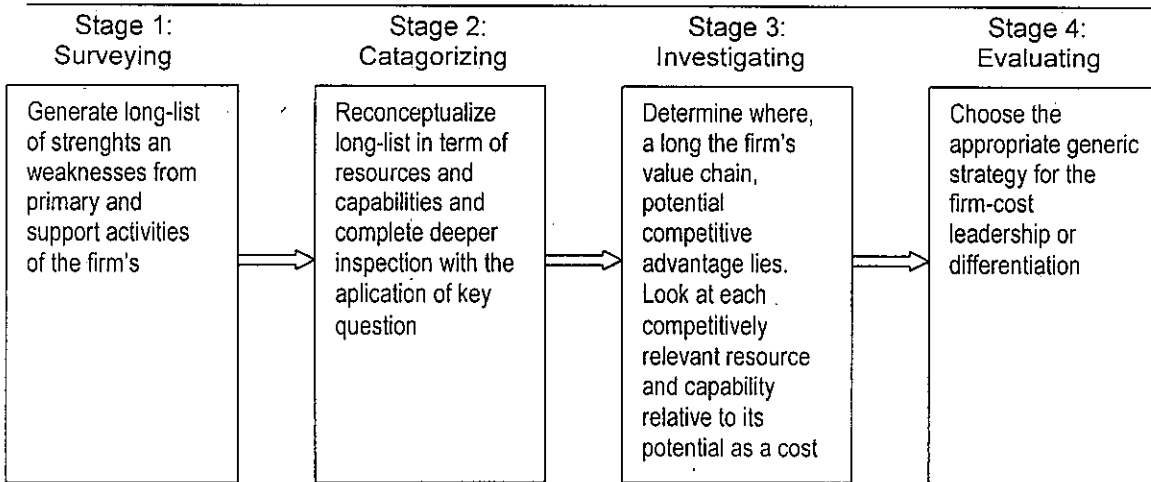 Stage 1:
Surveying
Generate long-list
of strenghts an
weaknesses from
primary and
support activities
of the firm's
Stage 2:
Catagorizing
Reconceptualize
long-list in term of
resources and
capabilities and
complete deeper
inspection with the
aplication of key
question
Stage 3:
Investigating
Determine where,
a long the firm's
value chain,
potential
competitive
advantage lies.
Look at each
competitively
relevant resource
and capability
relative to its
potential as a cost
Stage 4:
Evaluating
Choose the
appropriate generic
strategy for the
firm-cost
leadership or
differentiation